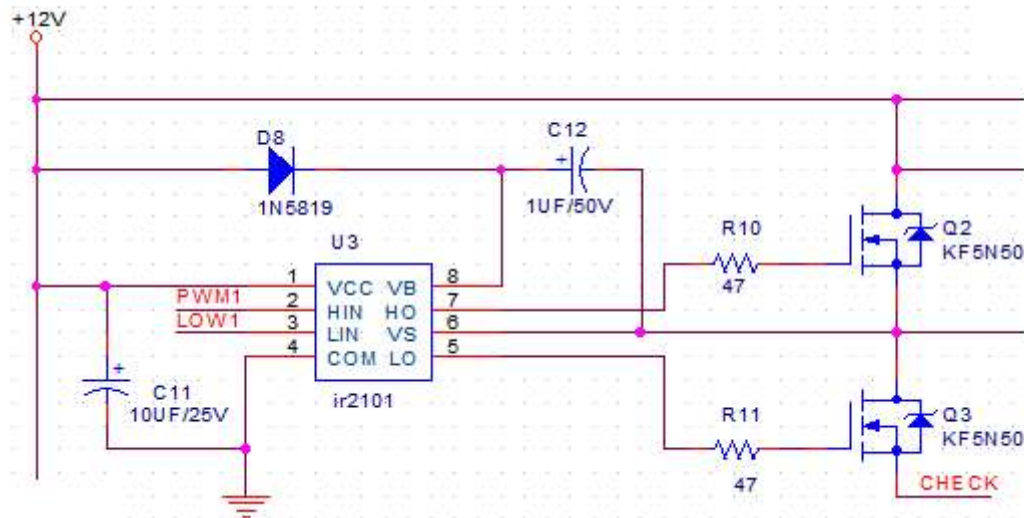 +12V
D8
1N5819
C12
+
1UF/50V
U3
R10
47
Q2
KF5N50
1
VCC
VB
8
PWM1
2
HIN
HO
7
LOW1
3
LIN
VS
6
4
COM
LO
5
ir2101
+
C11
10UF/25V
R11
47
Q3
KF5N50
CHECK